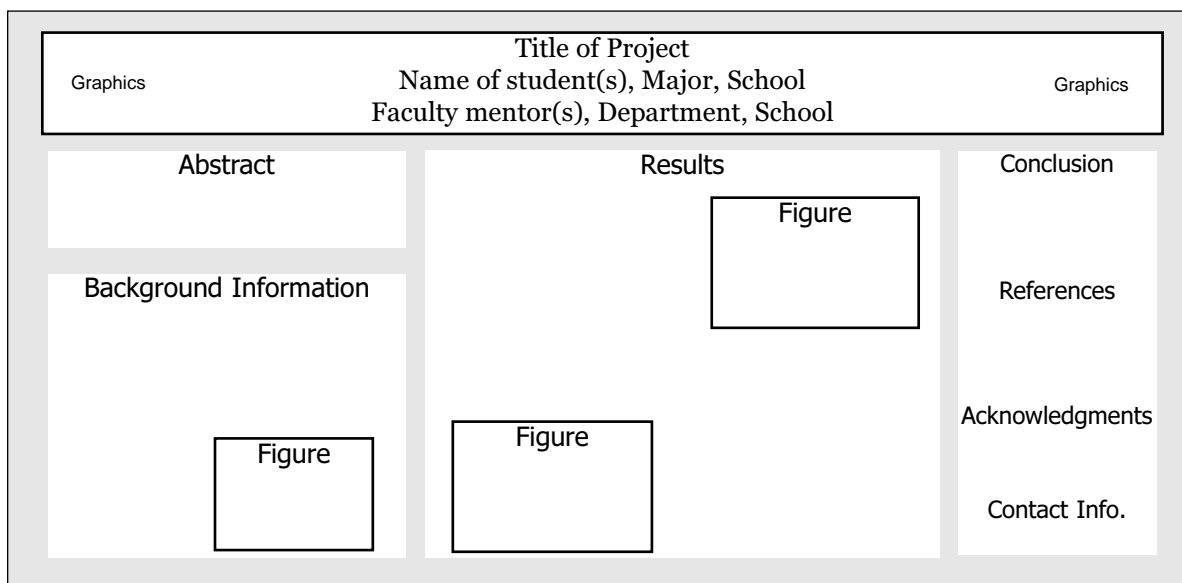 Title of Project
Name of student(s), Major, School
Faculty mentor(s), Department, School
Graphics
Graphics
Abstract
Background Information
Figure
Results
Figure
Figure
Conclusion
References
Acknowledgments
Contact Info.